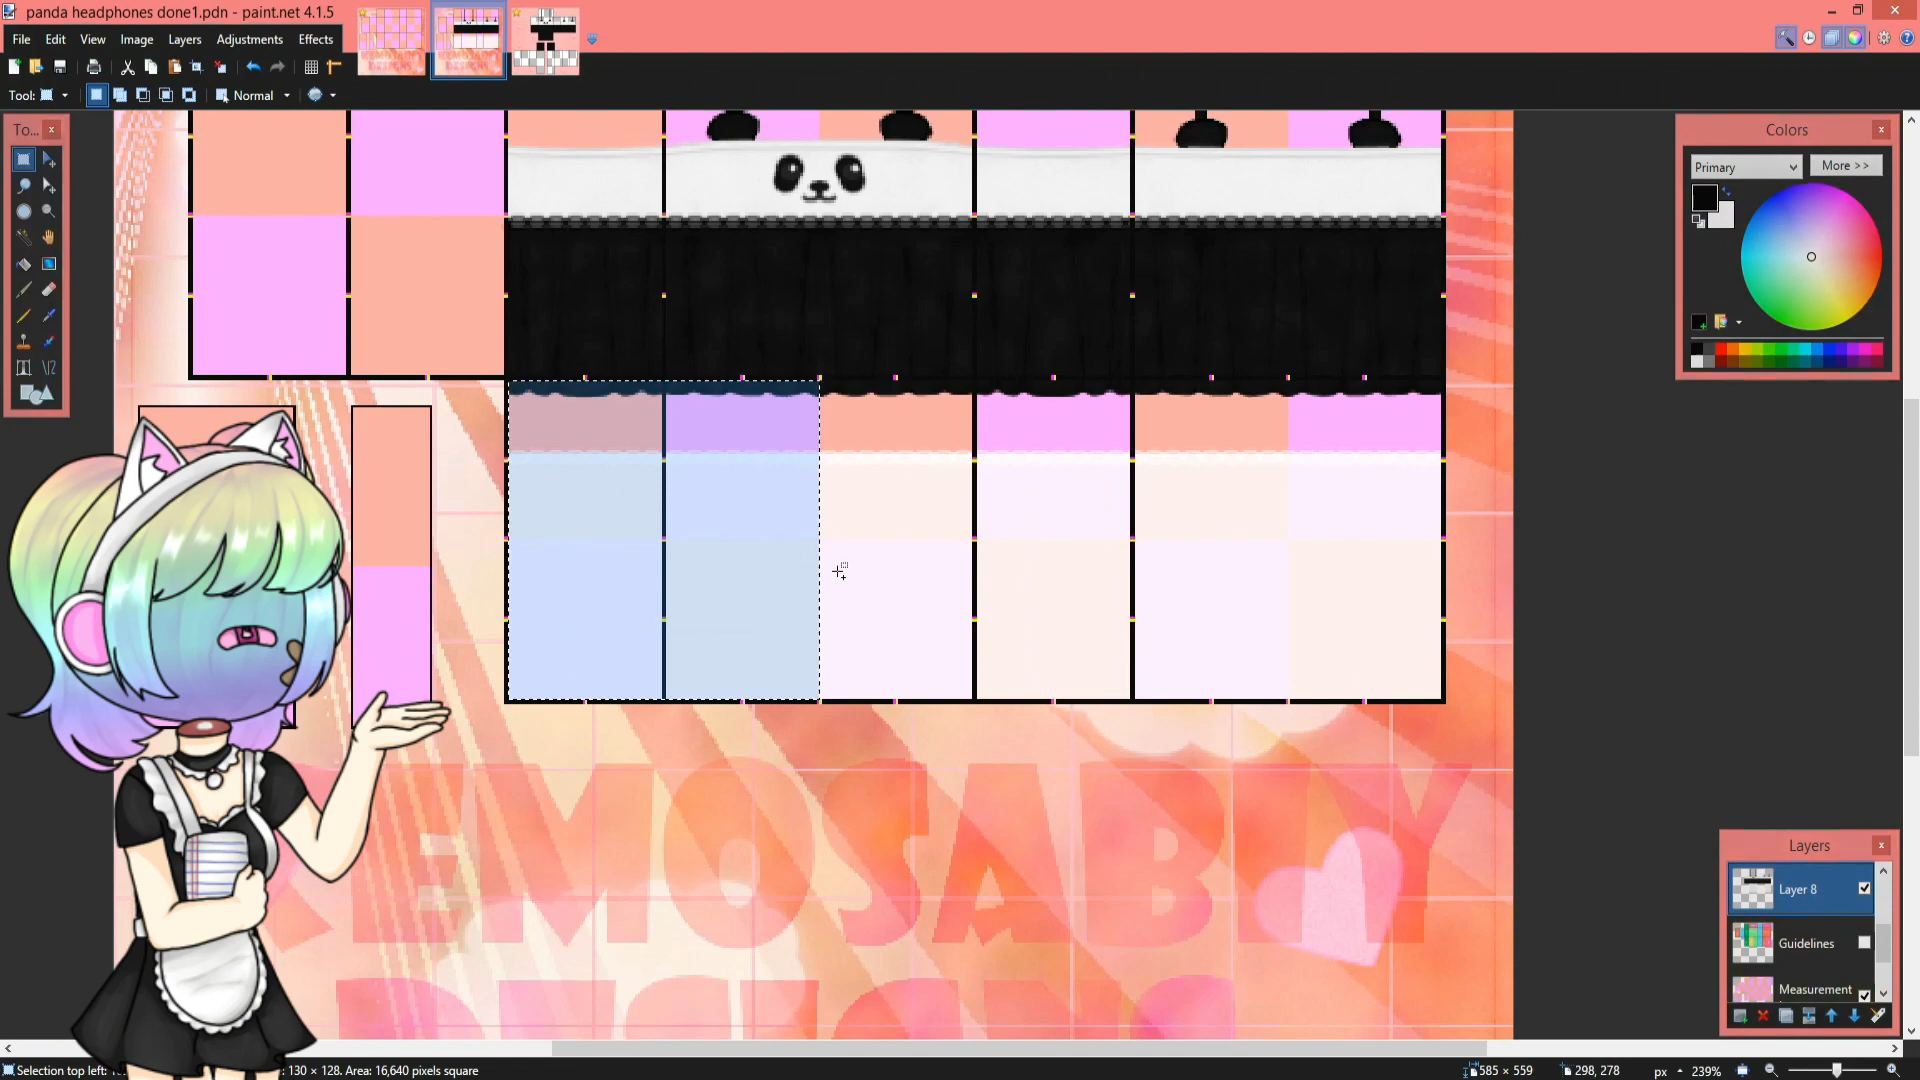 panda headphones done1.pdn - paint.net 4.1.5
File Edit View Image Layers Adjustments Effects
Tool: Normal
To...
Colors
Primary More >>
EMOSABIY
Layers
Layer 8
Guidelines
Measurement
Selection top left: : 130 × 128. Area: 16,640 pixels square
585 × 559 298, 278 px 239%